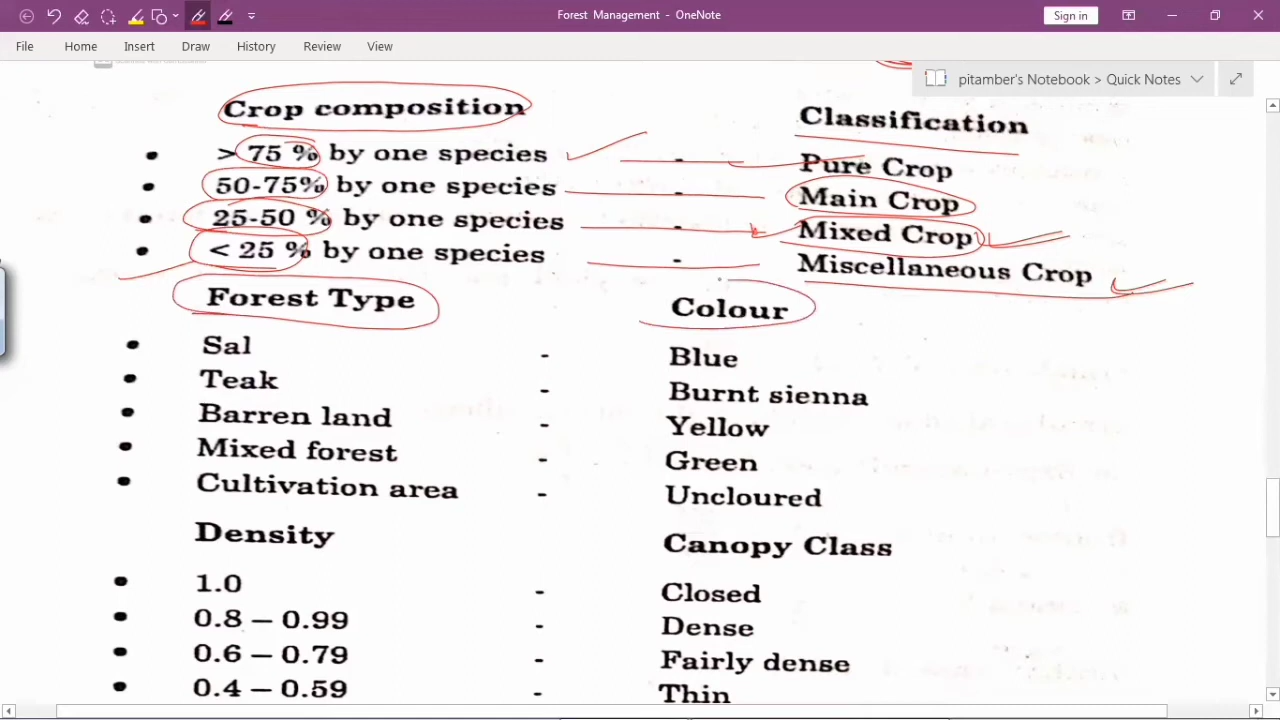 Forest Management - OneNote
Sign in
File Home Insert Draw History Review View
pitamber's Notebook > Quick Notes
Crop composition Classification
• > 75 % by one species - Pure Crop
• 50-75% by one species - Main Crop
• 25-50 % by one species - Mixed Crop
• < 25 % by one species - Miscellaneous Crop
Forest Type Colour
• Sal - Blue
• Teak - Burnt sienna
• Barren land - Yellow
• Mixed forest - Green
• Cultivation area - Uncloured
Density Canopy Class
• 1.0 - Closed
• 0.8 – 0.99 - Dense
• 0.6 – 0.79 - Fairly dense
• 0.4 – 0.59 - Thin